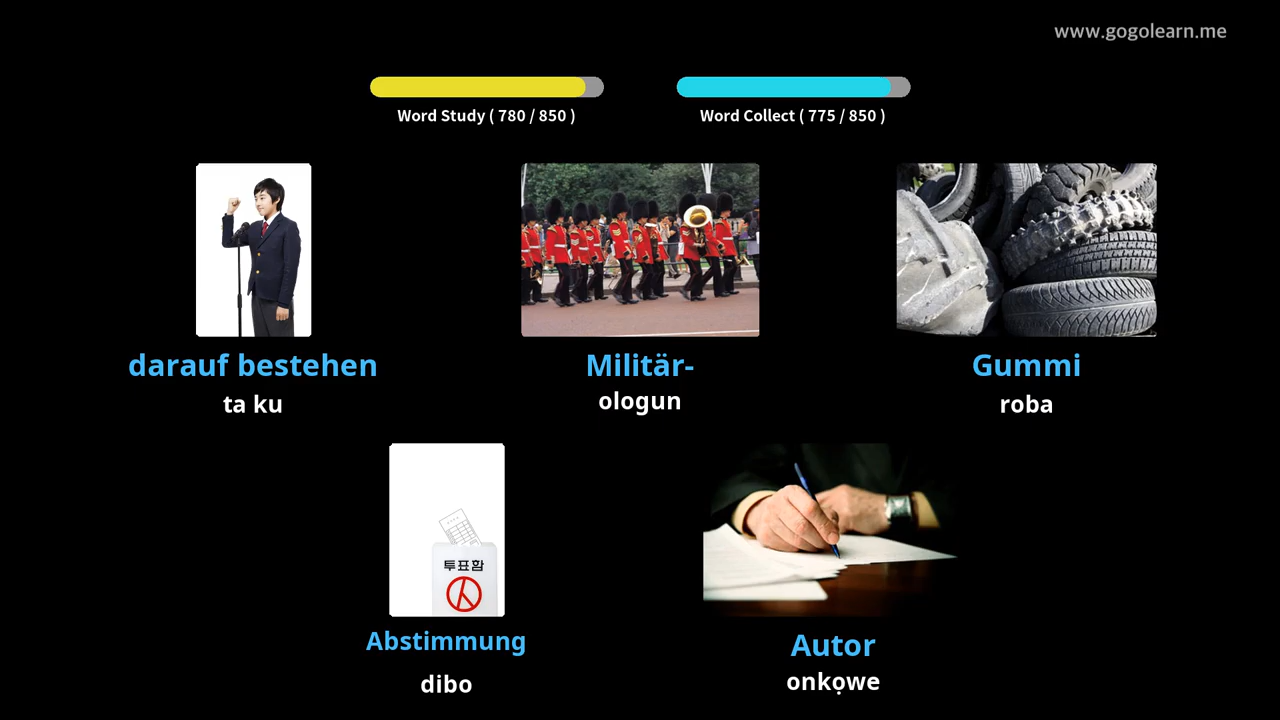 www.gogolearn.me
Word Study ( 780 / 850 )
Word Collect ( 775 / 850 )
darauf bestehen
ta ku
Militär-
ologun
Gummi
roba
투표함
Abstimmung
dibo
Autor
onkọwe